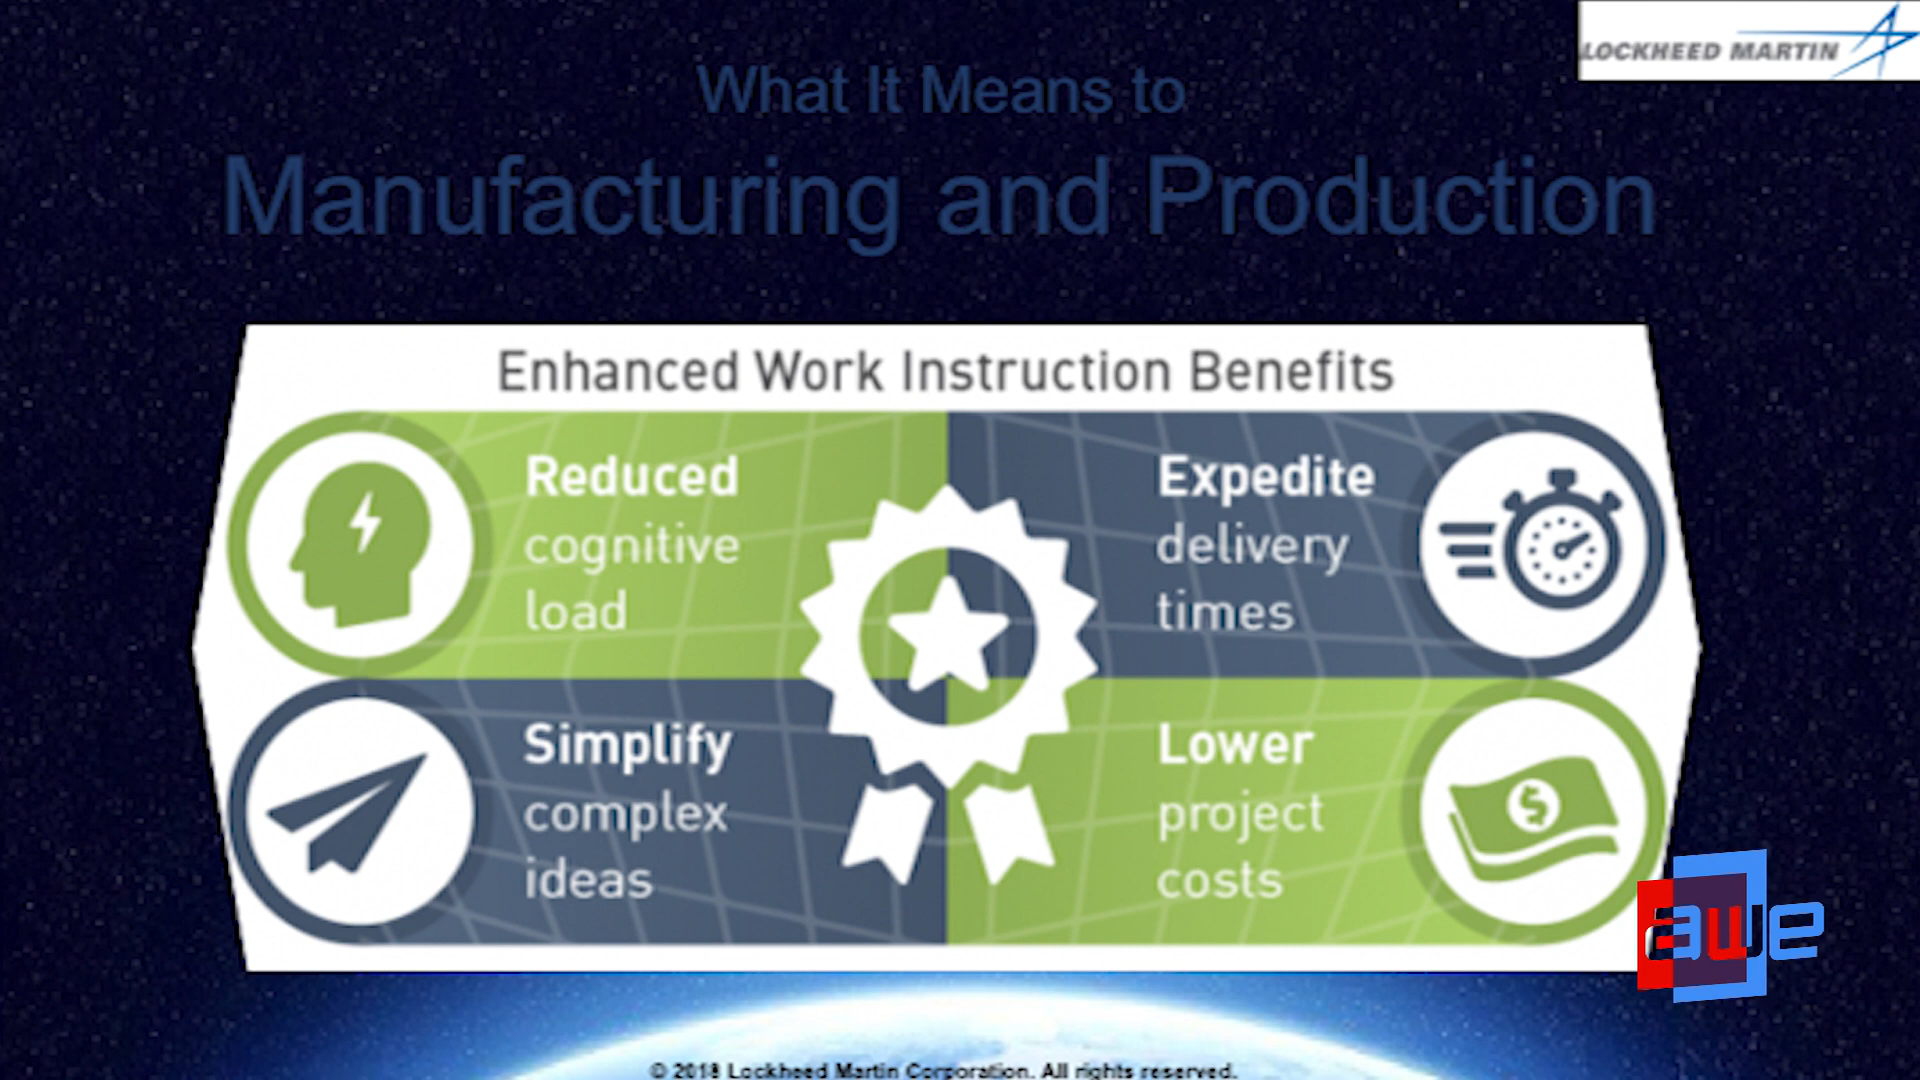 LOCKHEED MARTIN
What It Means to
Manufacturing and Production
Enhanced Work Instruction Benefits
Reduced
cognitive
load
Expedite
delivery
times
Simplify
complex
ideas
Lower
project
costs
$
awe
© 2018 Lockheed Martin Corporation. All rights reserved.